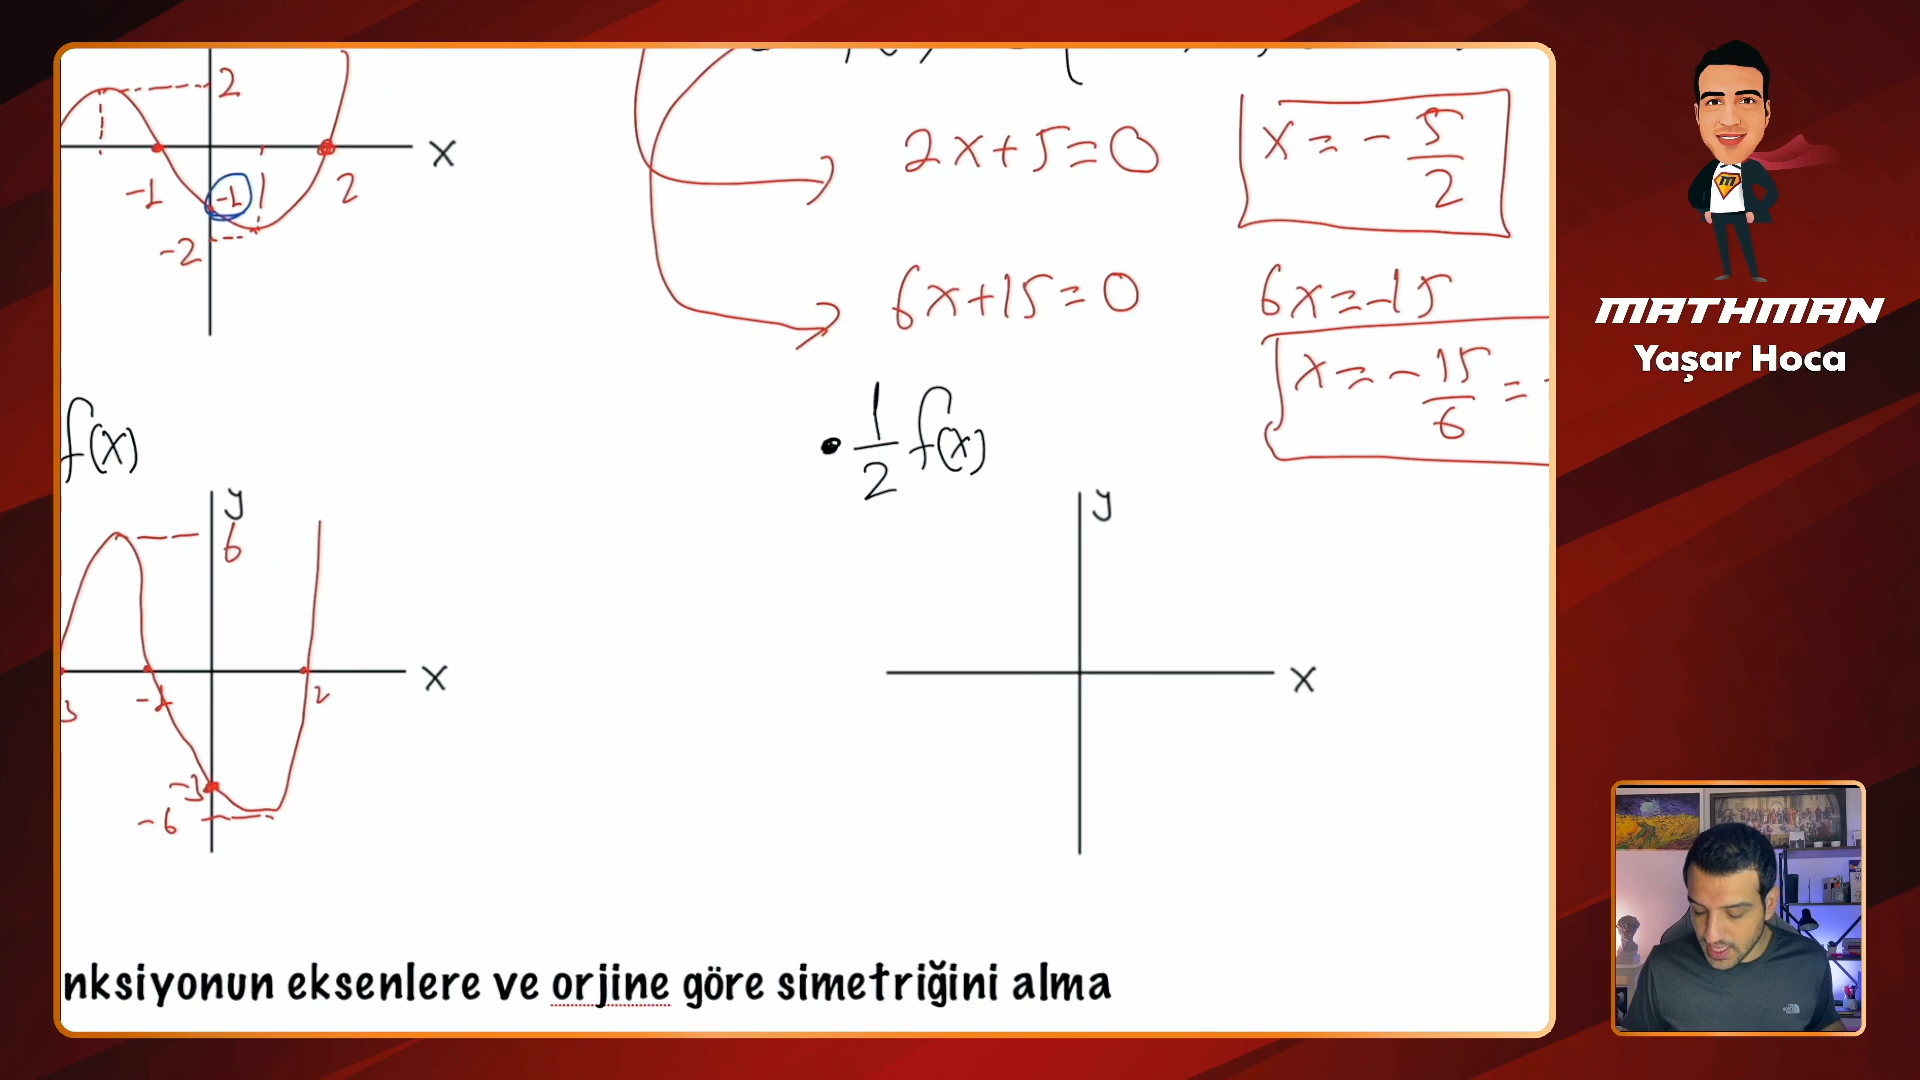 2
x
-1
-1
2
-2
2x+5=0
x=-5/2
6x+15=0
6x=-15
x=-15/6=
f(x)
y
6
x
3
-1
2
-3
-6
• 1/2 f(x)
y
x
nksiyonun eksenlere ve orjine göre simetriğini alma
MATHMAN
Yaşar Hoca